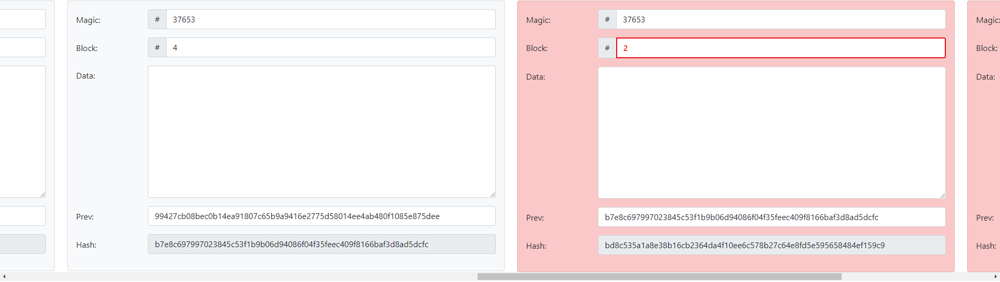 Magic: # 37653
Block: # 4
Data:
Prev: 99427cb08bec0b14ea91807c65b9a9416e2775d58014ee4ab480f1085e875dee
Hash: b7e8c697997023845c53f1b9b06d94086f04f35feec409f8166baf3d8ad5dcfc
Magic: # 37653
Block: # 2
Data:
Prev: b7e8c697997023845c53f1b9b06d94086f04f35feec409f8166baf3d8ad5dcfc
Hash: bd8c535a1a8e38b16cb2364da4f10ee6c578b27c64e8fd5e595658484ef159c9
Magic:
Block:
Data:
Prev:
Hash: